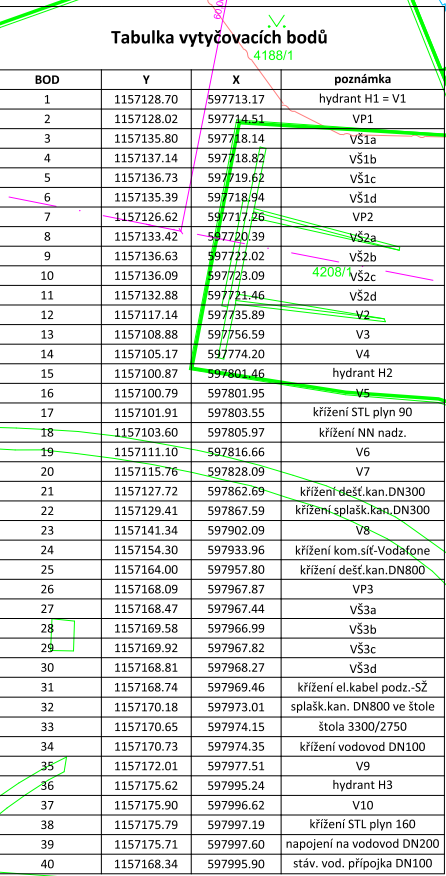 60,0
Tabulka vytyčovacích bodů
4188/1
BOD Y X poznámka
1 1157128.70 597713.17 hydrant H1 = V1
2 1157128.02 597714.51 VP1
3 1157135.80 597718.14 VŠ1a
4 1157137.14 597718.82 VŠ1b
5 1157136.73 597719.62 VŠ1c
6 1157135.39 597718.94 VŠ1d
7 1157126.62 597717.26 VP2
8 1157133.42 597720.39 VŠ2a
9 1157136.63 597722.02 VŠ2b
4208/1
10 1157136.09 597723.09 VŠ2c
11 1157132.88 597721.46 VŠ2d
12 1157117.14 597735.89 V2
13 1157108.88 597756.59 V3
14 1157105.17 597774.20 V4
15 1157100.87 597801.46 hydrant H2
16 1157100.79 597801.95 V5
17 1157101.91 597803.55 křížení STL plyn 90
18 1157103.60 597805.97 křížení NN nadz.
19 1157111.10 597816.66 V6
20 1157115.76 597828.09 V7
21 1157127.72 597862.69 křížení dešť.kan.DN300
22 1157129.41 597867.59 křížení splašk.kan.DN300
23 1157141.34 597902.09 V8
24 1157154.30 597933.96 křížení kom.síť-Vodafone
25 1157164.00 597957.80 křížení dešť.kan.DN800
26 1157168.09 597967.87 VP3
27 1157168.47 597967.44 VŠ3a
28 1157169.58 597966.99 VŠ3b
29 1157169.92 597967.82 VŠ3c
30 1157168.81 597968.27 VŠ3d
31 1157168.74 597969.46 křížení el.kabel podz.-SŽ
32 1157170.18 597973.01 splašk.kan. DN800 ve štole
33 1157170.65 597974.15 štola 3300/2750
34 1157170.73 597974.35 křížení vodovod DN100
35 1157172.01 597977.51 V9
36 1157175.62 597995.24 hydrant H3
37 1157175.90 597996.62 V10
38 1157175.79 597997.19 křížení STL plyn 160
39 1157175.71 597997.60 napojení na vodovod DN200
40 1157168.34 597995.90 stáv. vod. přípojka DN100